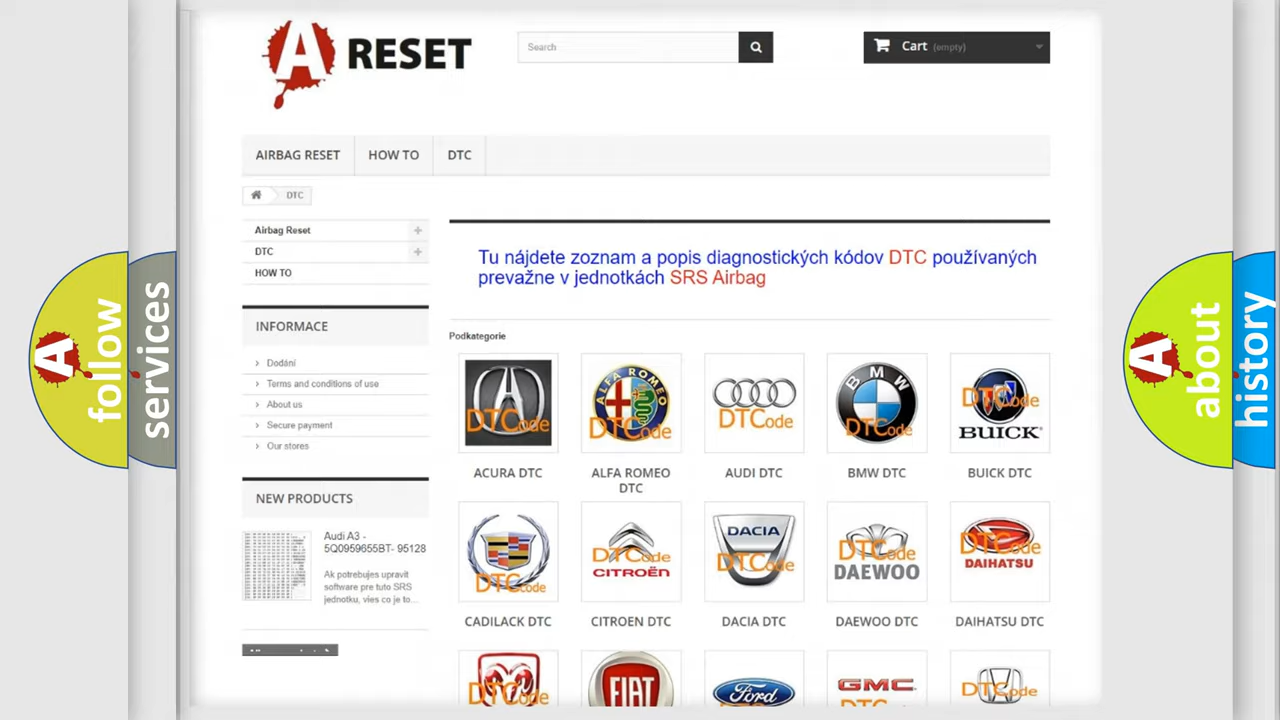 A RESET
Search
Cart (empty)
AIRBAG RESET
HOW TO
DTC
DTC
Airbag Reset
DTC
HOW TO
INFORMACE
Dodání
Terms and conditions of use
About us
Secure payment
Our stores
NEW PRODUCTS
Audi A3 -
5Q0959655BT- 95128
Ak potrebujes upravit
software pre tuto SRS
jednotku, vies co je to...
Tu nájdete zoznam a popis diagnostických kódov DTC používaných
prevažne v jednotkách SRS Airbag
Podkategorie
DTCode
ALFA ROMEO
DTCode
DTCode
BMW
DTCode
DTCode
BUICK
ACURA DTC
ALFA ROMEO
DTC
AUDI DTC
BMW DTC
BUICK DTC
DTCode
DTCode
CITROËN
DACIA
DTCode
DTCode
DAEWOO
DTCode
DAIHATSU
CADILACK DTC
CITROEN DTC
DACIA DTC
DAEWOO DTC
DAIHATSU DTC
DTCode
FIAT
Ford
GMC
DTCode
A follow
services
A about
history